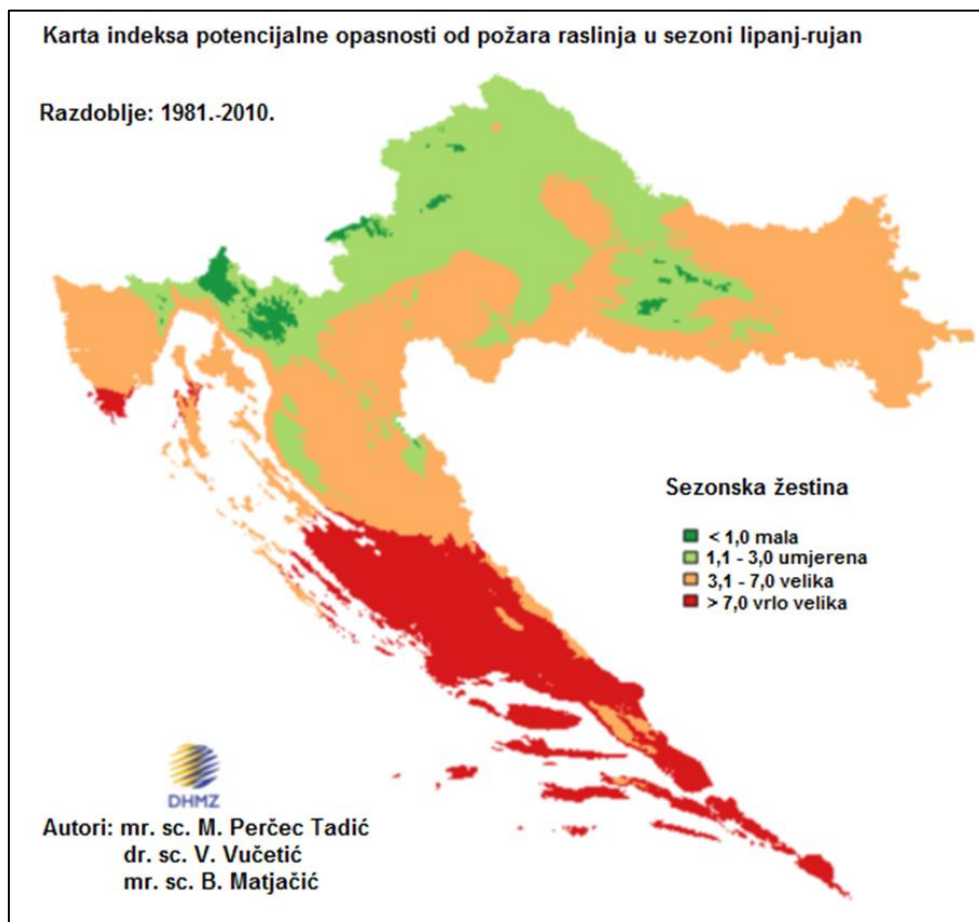 Karta indeksa potencijalne opasnosti od požara raslinja u sezoni lipanj-rujan
Razdoblje: 1981.-2010.
Sezonska žestina
< 1,0 mala
1,1 - 3,0 umjerena
3,1 - 7,0 velika
> 7,0 vrlo velika
DHMZ
Autori: mr. sc. M. Perčec Tadić
dr. sc. V. Vučetić
mr. sc. B. Matjačić